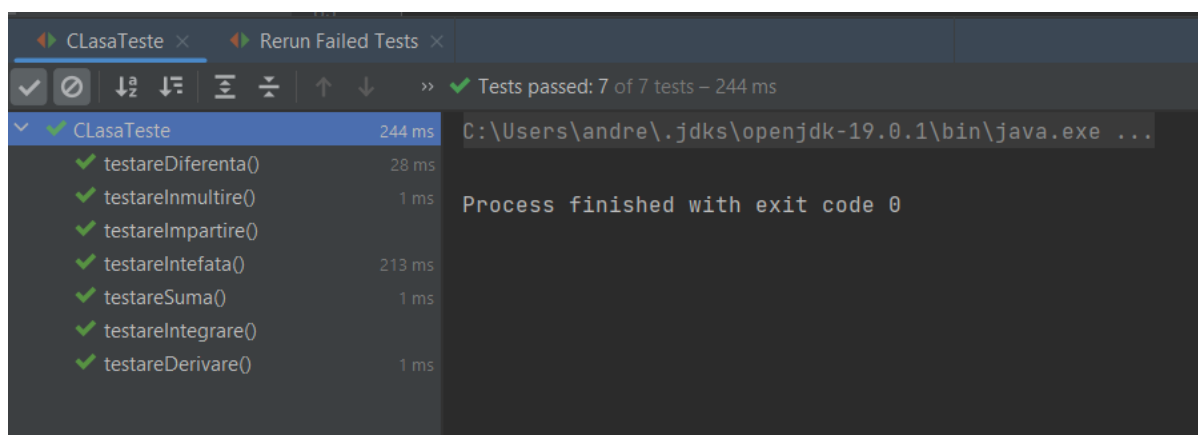 CLasaTeste × Rerun Failed Tests ×
» Tests passed: 7 of 7 tests – 244 ms
CLasaTeste 244 ms
testareDiferenta() 28 ms
testareInmultire() 1 ms
testareImpartire()
testareIntefata() 213 ms
testareSuma() 1 ms
testareIntegrare()
testareDerivare() 1 ms
C:\Users\andre\.jdks\openjdk-19.0.1\bin\java.exe ...
Process finished with exit code 0